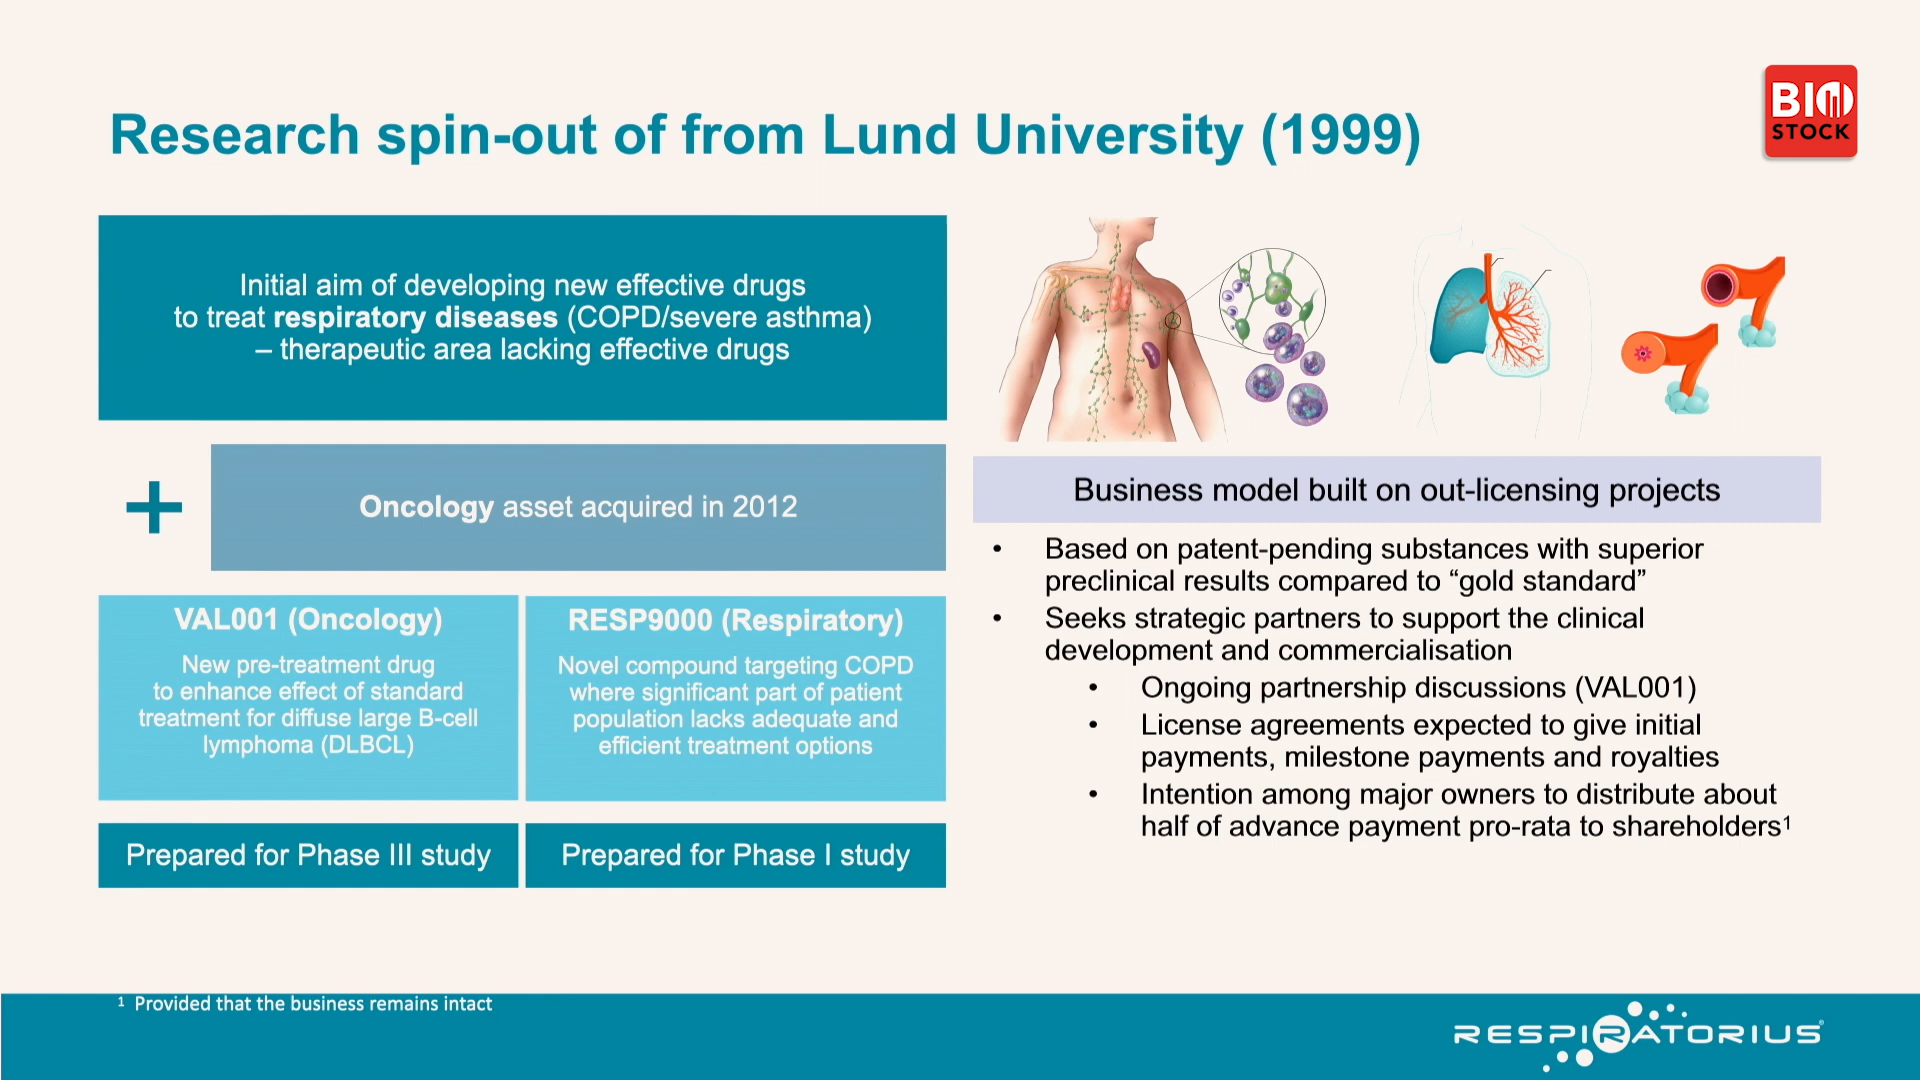 Research spin-out of from Lund University (1999)
BIO
STOCK
Initial aim of developing new effective drugs
to treat respiratory diseases (COPD/severe asthma)
– therapeutic area lacking effective drugs
+
Oncology asset acquired in 2012
VAL001 (Oncology)
New pre-treatment drug
to enhance effect of standard
treatment for diffuse large B-cell
lymphoma (DLBCL)
Prepared for Phase III study
RESP9000 (Respiratory)
Novel compound targeting COPD
where significant part of patient
population lacks adequate and
efficient treatment options
Prepared for Phase I study
Business model built on out-licensing projects
• Based on patent-pending substances with superior
preclinical results compared to “gold standard”
• Seeks strategic partners to support the clinical
development and commercialisation
• Ongoing partnership discussions (VAL001)
• License agreements expected to give initial
payments, milestone payments and royalties
• Intention among major owners to distribute about
half of advance payment pro-rata to shareholders¹
¹ Provided that the business remains intact
RESPIRATORIUS®